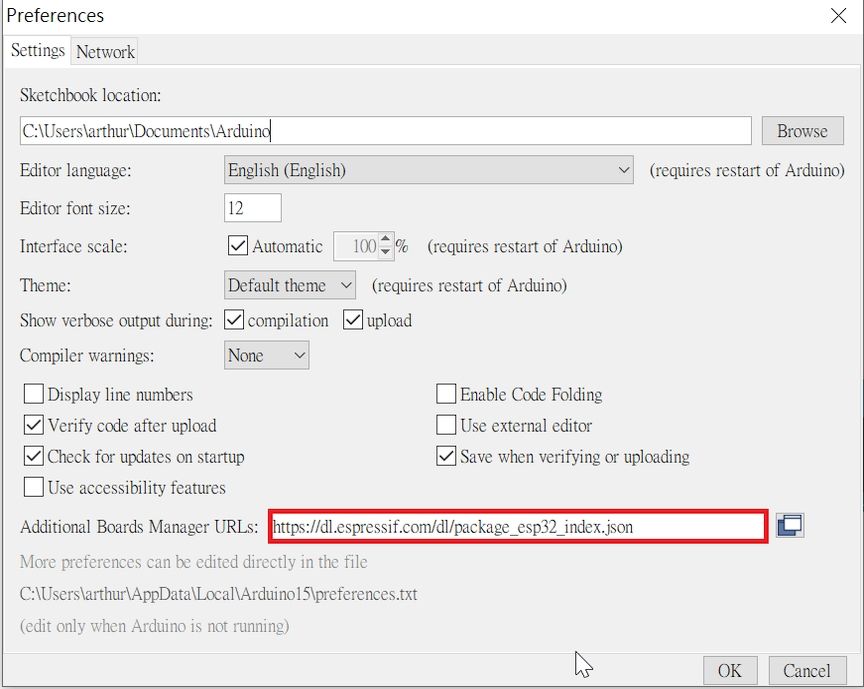 Preferences
Settings Network
Sketchbook location:
C:\Users\arthur\Documents\Arduino Browse
Editor language: English (English) (requires restart of Arduino)
Editor font size: 12
Interface scale: Automatic 100 % (requires restart of Arduino)
Theme: Default theme (requires restart of Arduino)
Show verbose output during: compilation upload
Compiler warnings: None
Display line numbers Enable Code Folding
Verify code after upload Use external editor
Check for updates on startup Save when verifying or uploading
Use accessibility features
Additional Boards Manager URLs: https://dl.espressif.com/dl/package_esp32_index.json
More preferences can be edited directly in the file
C:\Users\arthur\AppData\Local\Arduino15\preferences.txt
(edit only when Arduino is not running)
OK Cancel